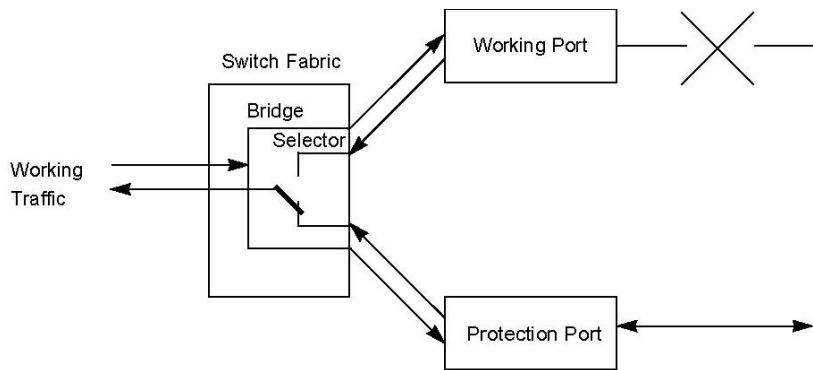 Working Port
Switch Fabric
Bridge
Selector
Working
Traffic
Protection Port